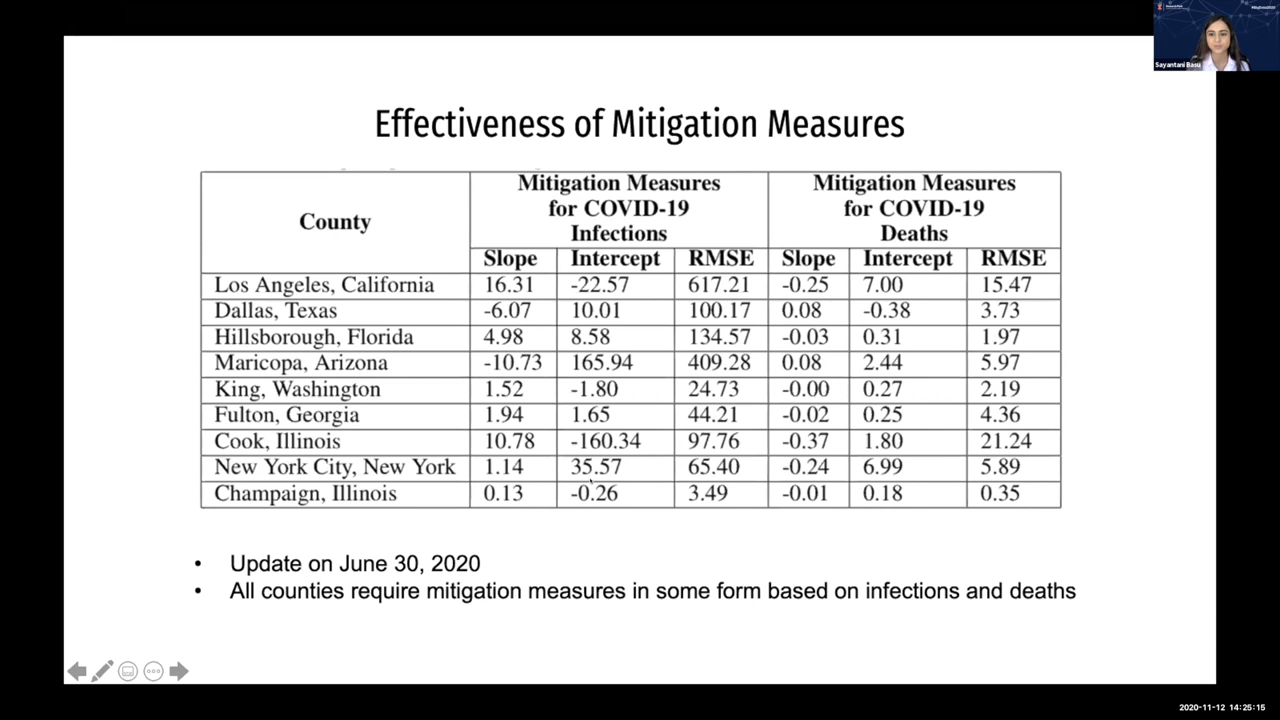 Sayantani Basu
Effectiveness of Mitigation Measures
County
Mitigation Measures
for COVID-19
Infections
Mitigation Measures
for COVID-19
Deaths
Slope Intercept RMSE Slope Intercept RMSE
Los Angeles, California 16.31 -22.57 617.21 -0.25 7.00 15.47
Dallas, Texas -6.07 10.01 100.17 0.08 -0.38 3.73
Hillsborough, Florida 4.98 8.58 134.57 -0.03 0.31 1.97
Maricopa, Arizona -10.73 165.94 409.28 0.08 2.44 5.97
King, Washington 1.52 -1.80 24.73 -0.00 0.27 2.19
Fulton, Georgia 1.94 1.65 44.21 -0.02 0.25 4.36
Cook, Illinois 10.78 -160.34 97.76 -0.37 1.80 21.24
New York City, New York 1.14 35.57 65.40 -0.24 6.99 5.89
Champaign, Illinois 0.13 -0.26 3.49 -0.01 0.18 0.35
• Update on June 30, 2020
• All counties require mitigation measures in some form based on infections and deaths
2020-11-12 14:25:15